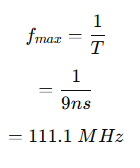 f_max = 1/T
= 1/9ns
= 111.1 MHz